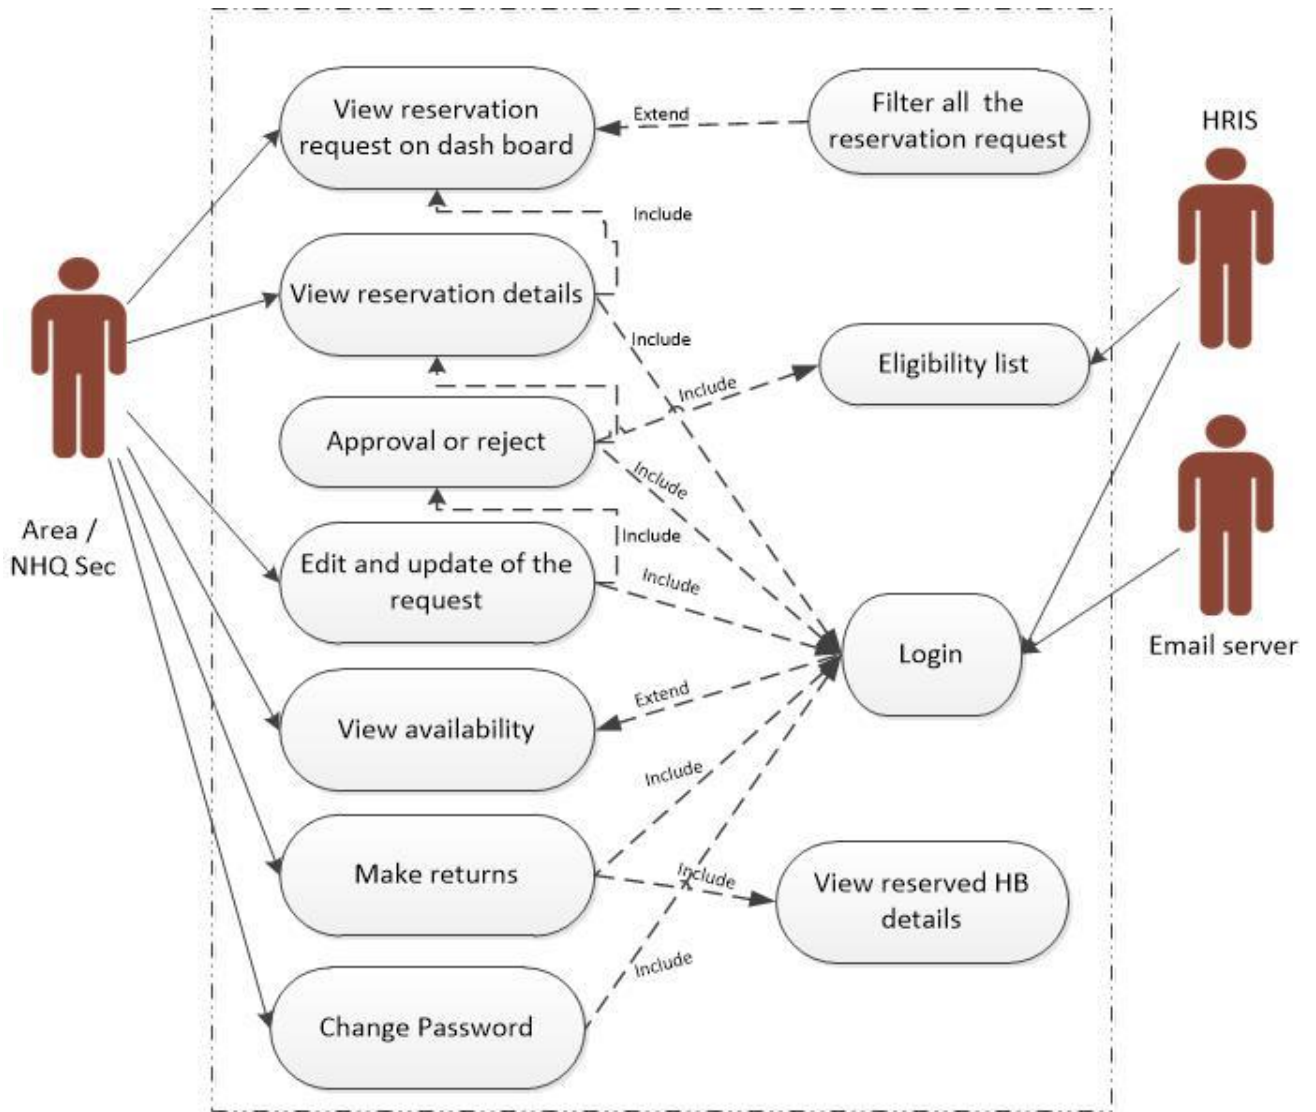 View reservation
request on dash board
Extend
Filter all the
reservation request
HRIS
Include
View reservation details
Include
Eligibility list
Include
Approval or reject
Include
Area /
NHQ Sec
Include
Edit and update of the
request
Include
Login
Email server
Extend
View availability
Include
Make returns
Include
View reserved HB
details
Include
Change Password